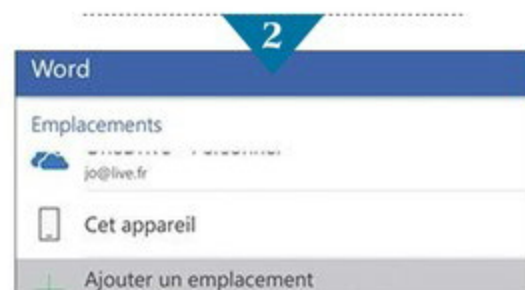 2
Word
Emplacements
jo@live.fr
Cet appareil
Ajouter un emplacement